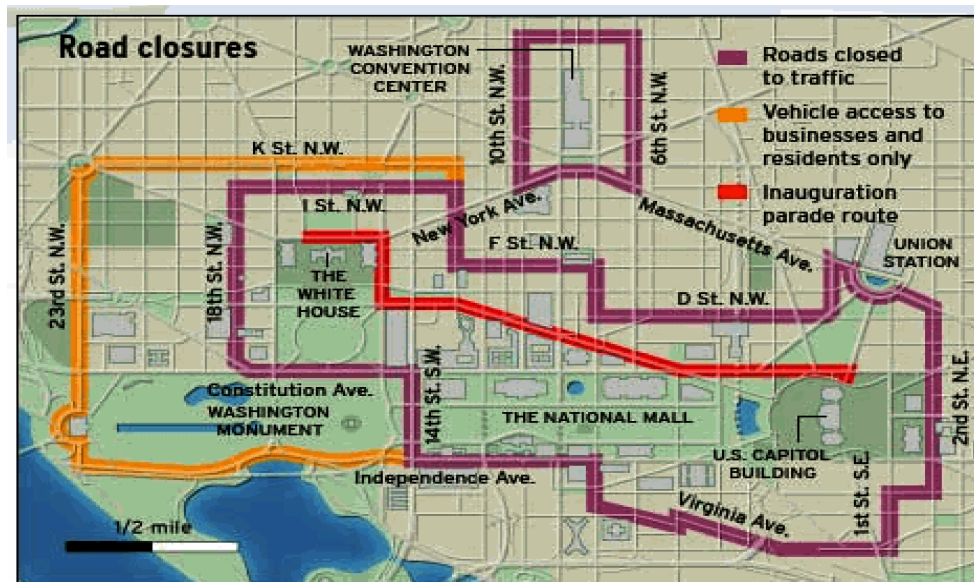 Road closures
WASHINGTON
CONVENTION
CENTER
10th St. N.W.
6th St. N.W.
Roads closed
to traffic
Vehicle access to
businesses and
residents only
Inauguration
parade route
K St. N.W.
I St. N.W.
New York Ave.
Massachusetts Ave.
F St. N.W.
UNION
STATION
23rd St. N.W.
18th St. N.W.
THE
WHITE
HOUSE
D St. N.W.
Constitution Ave.
WASHINGTON
MONUMENT
14th St. S.W.
THE NATIONAL MALL
2nd St. N.E.
U.S. CAPITOL
BUILDING
Independence Ave.
Virginia Ave.
1st St. S.E.
1/2 mile